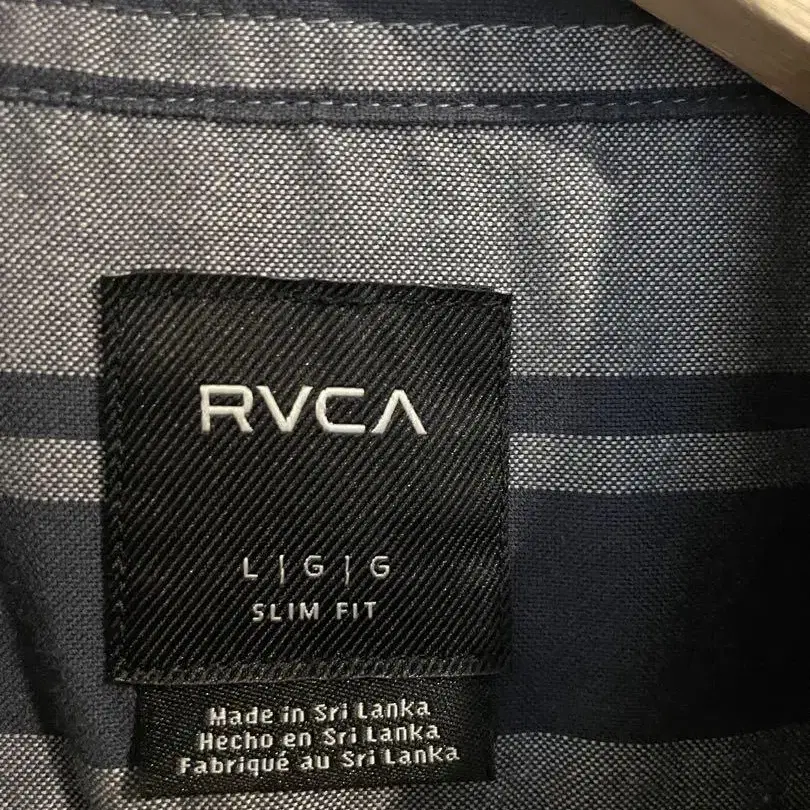 RVCA
L | G | G
SLIM FIT
Made in Sri Lanka
Hecho en Sri Lanka
Fabriqué au Sri Lanka